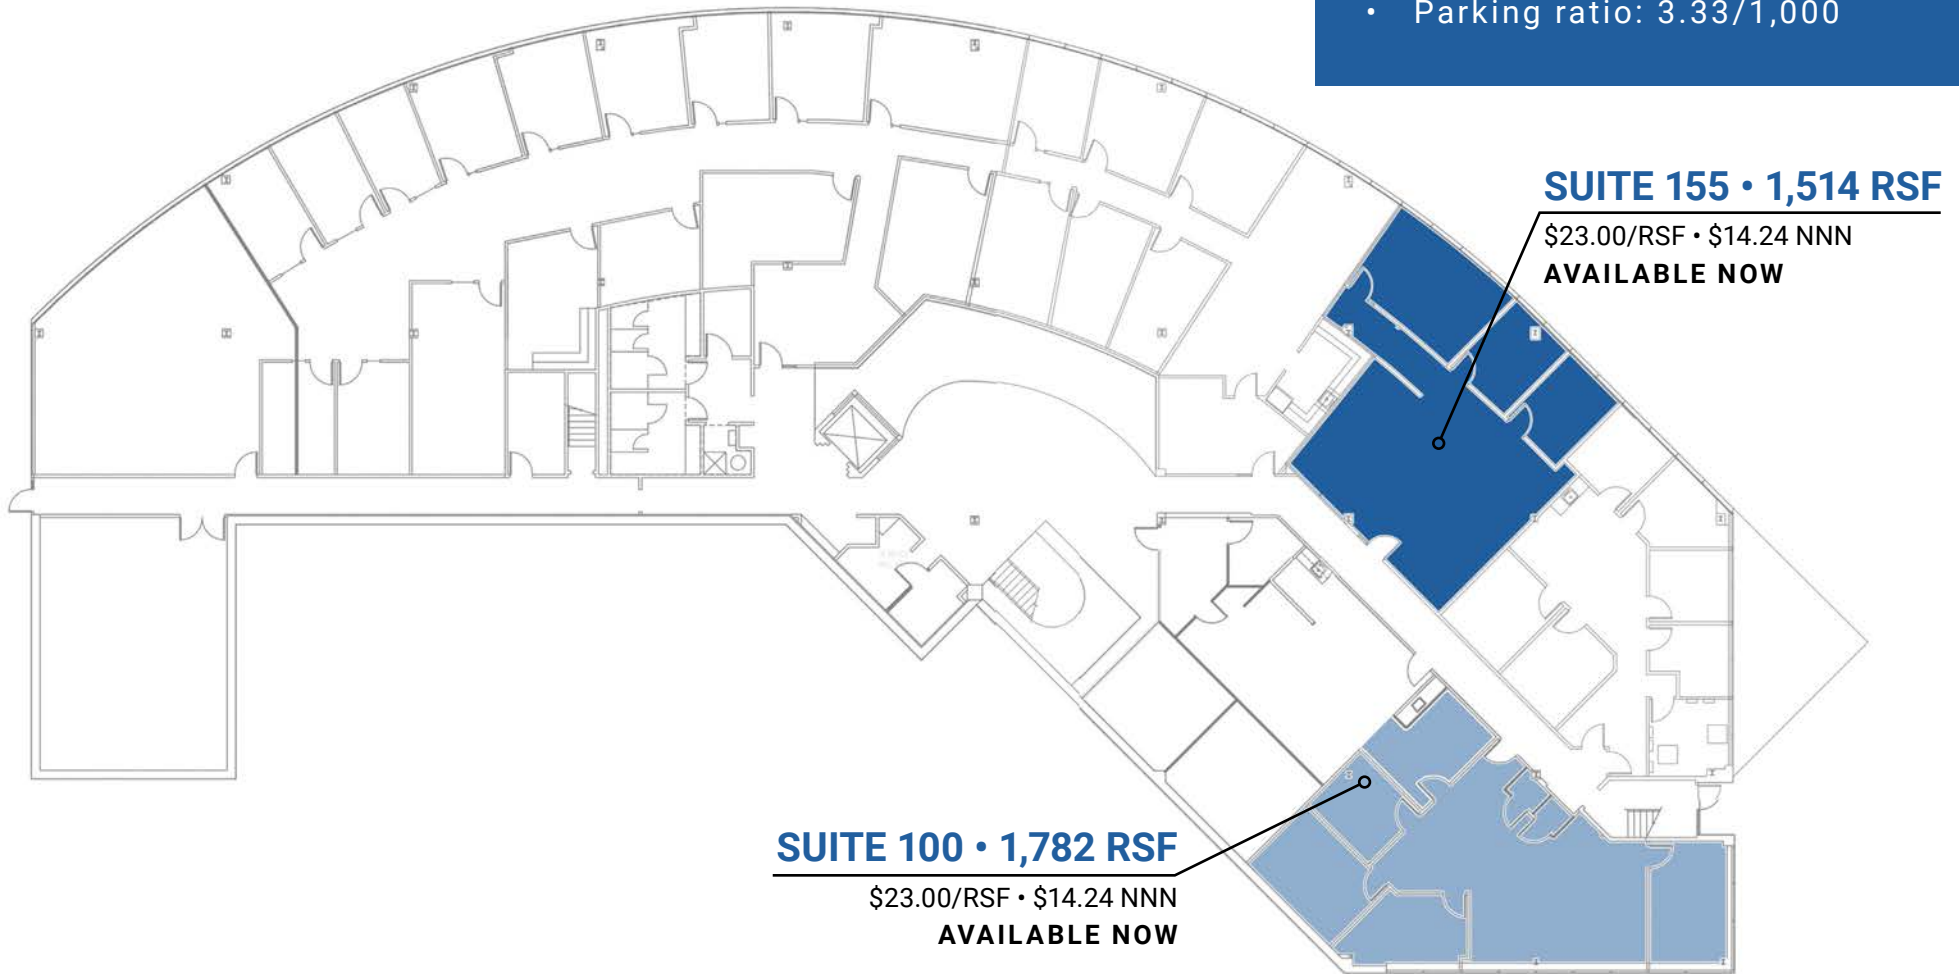 • Parking ratio: 3.33/1,000
SUITE 155 • 1,514 RSF
$23.00/RSF • $14.24 NNN
AVAILABLE NOW
SUITE 100 • 1,782 RSF
$23.00/RSF • $14.24 NNN
AVAILABLE NOW